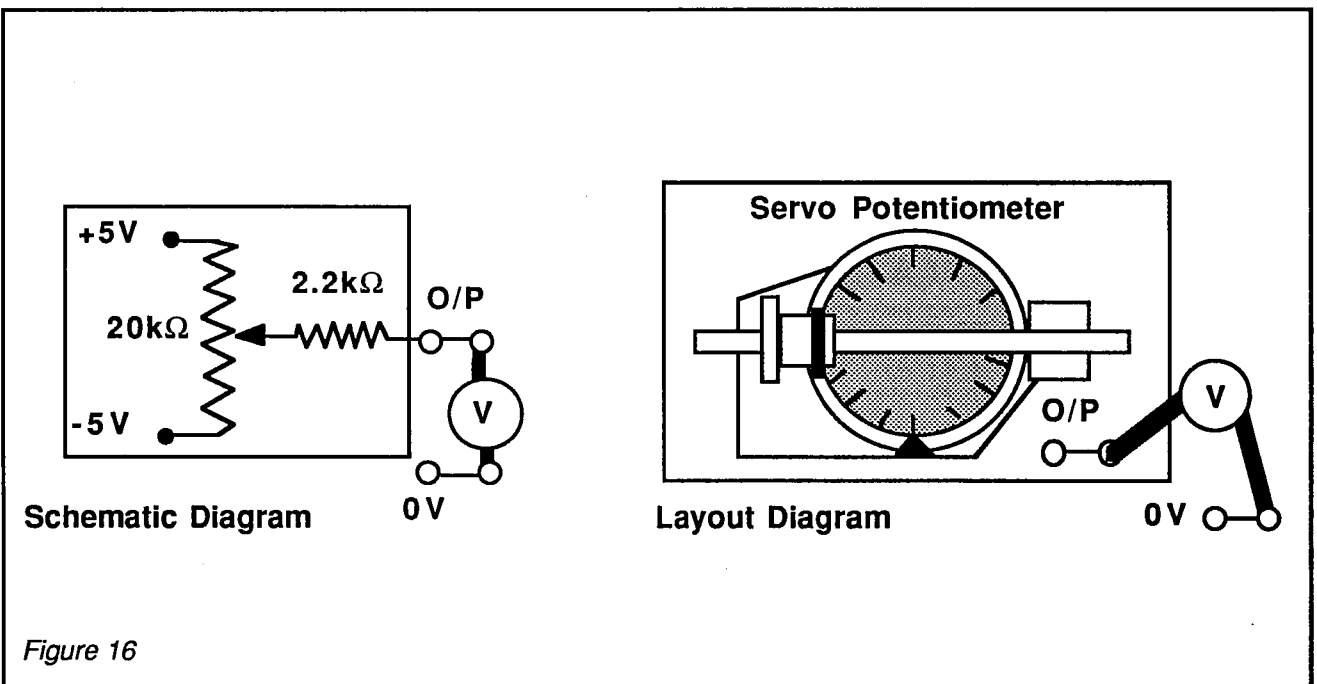 +5V
2.2kΩ
O/P
20kΩ
V
-5V
0V
Schematic Diagram
Servo Potentiometer
O/P
V
0V
Layout Diagram
Figure 16